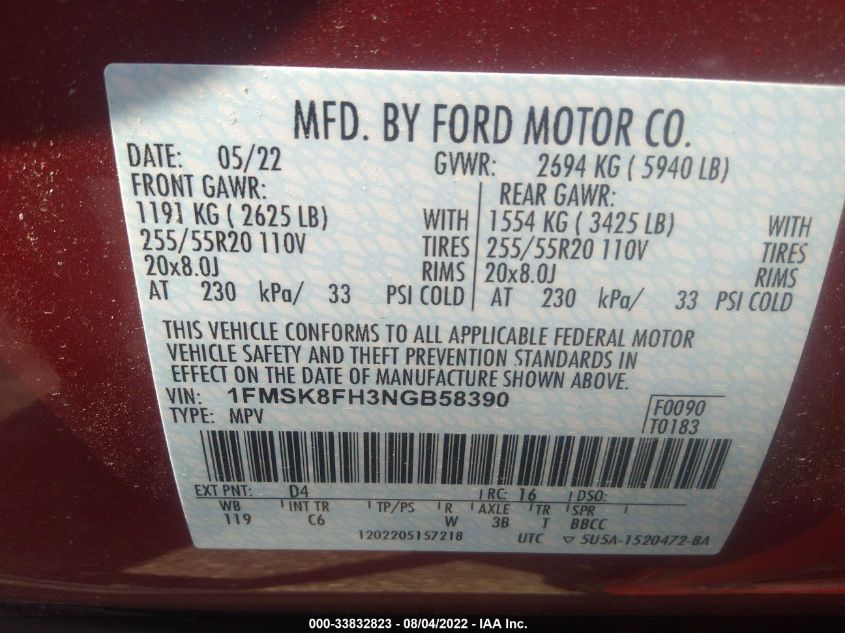 MFD. BY FORD MOTOR CO.
DATE: 05/22 GVWR: 2694 KG ( 5940 LB)
FRONT GAWR: REAR GAWR:
1191 KG ( 2625 LB) WITH 1554 KG ( 3425 LB) WITH
255/55R20 110V TIRES 255/55R20 110V TIRES
20x8.0J RIMS 20x8.0J RIMS
AT 230 kPa/ 33 PSI COLD AT 230 kPa/ 33 PSI COLD
THIS VEHICLE CONFORMS TO ALL APPLICABLE FEDERAL MOTOR
VEHICLE SAFETY AND THEFT PREVENTION STANDARDS IN
EFFECT ON THE DATE OF MANUFACTURE SHOWN ABOVE.
VIN: 1FMSK8FH3NGB58390 F0090
TYPE: MPV T0183
EXT PNT: D4 RC: 16 DSO:
WB INT TR TP/PS R AXLE TR SPR
119 C6 W 3B T BBCC
1202205157218 UTC ▽ 5U5A-1520472-BA
000-33832823 - 08/04/2022 - IAA Inc.